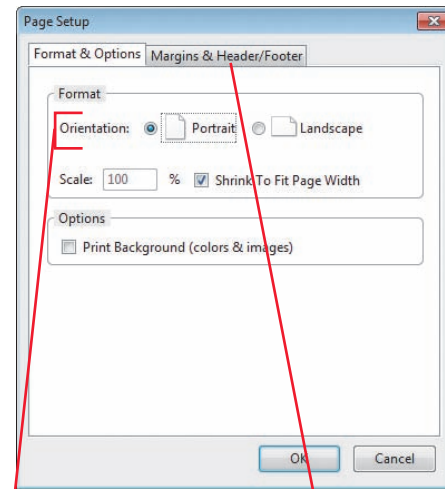 Page Setup
Format & Options Margins & Header/Footer
Format
Orientation: Portrait Landscape
Scale: 100 % Shrink To Fit Page Width
Options
Print Background (colors & images)
OK Cancel